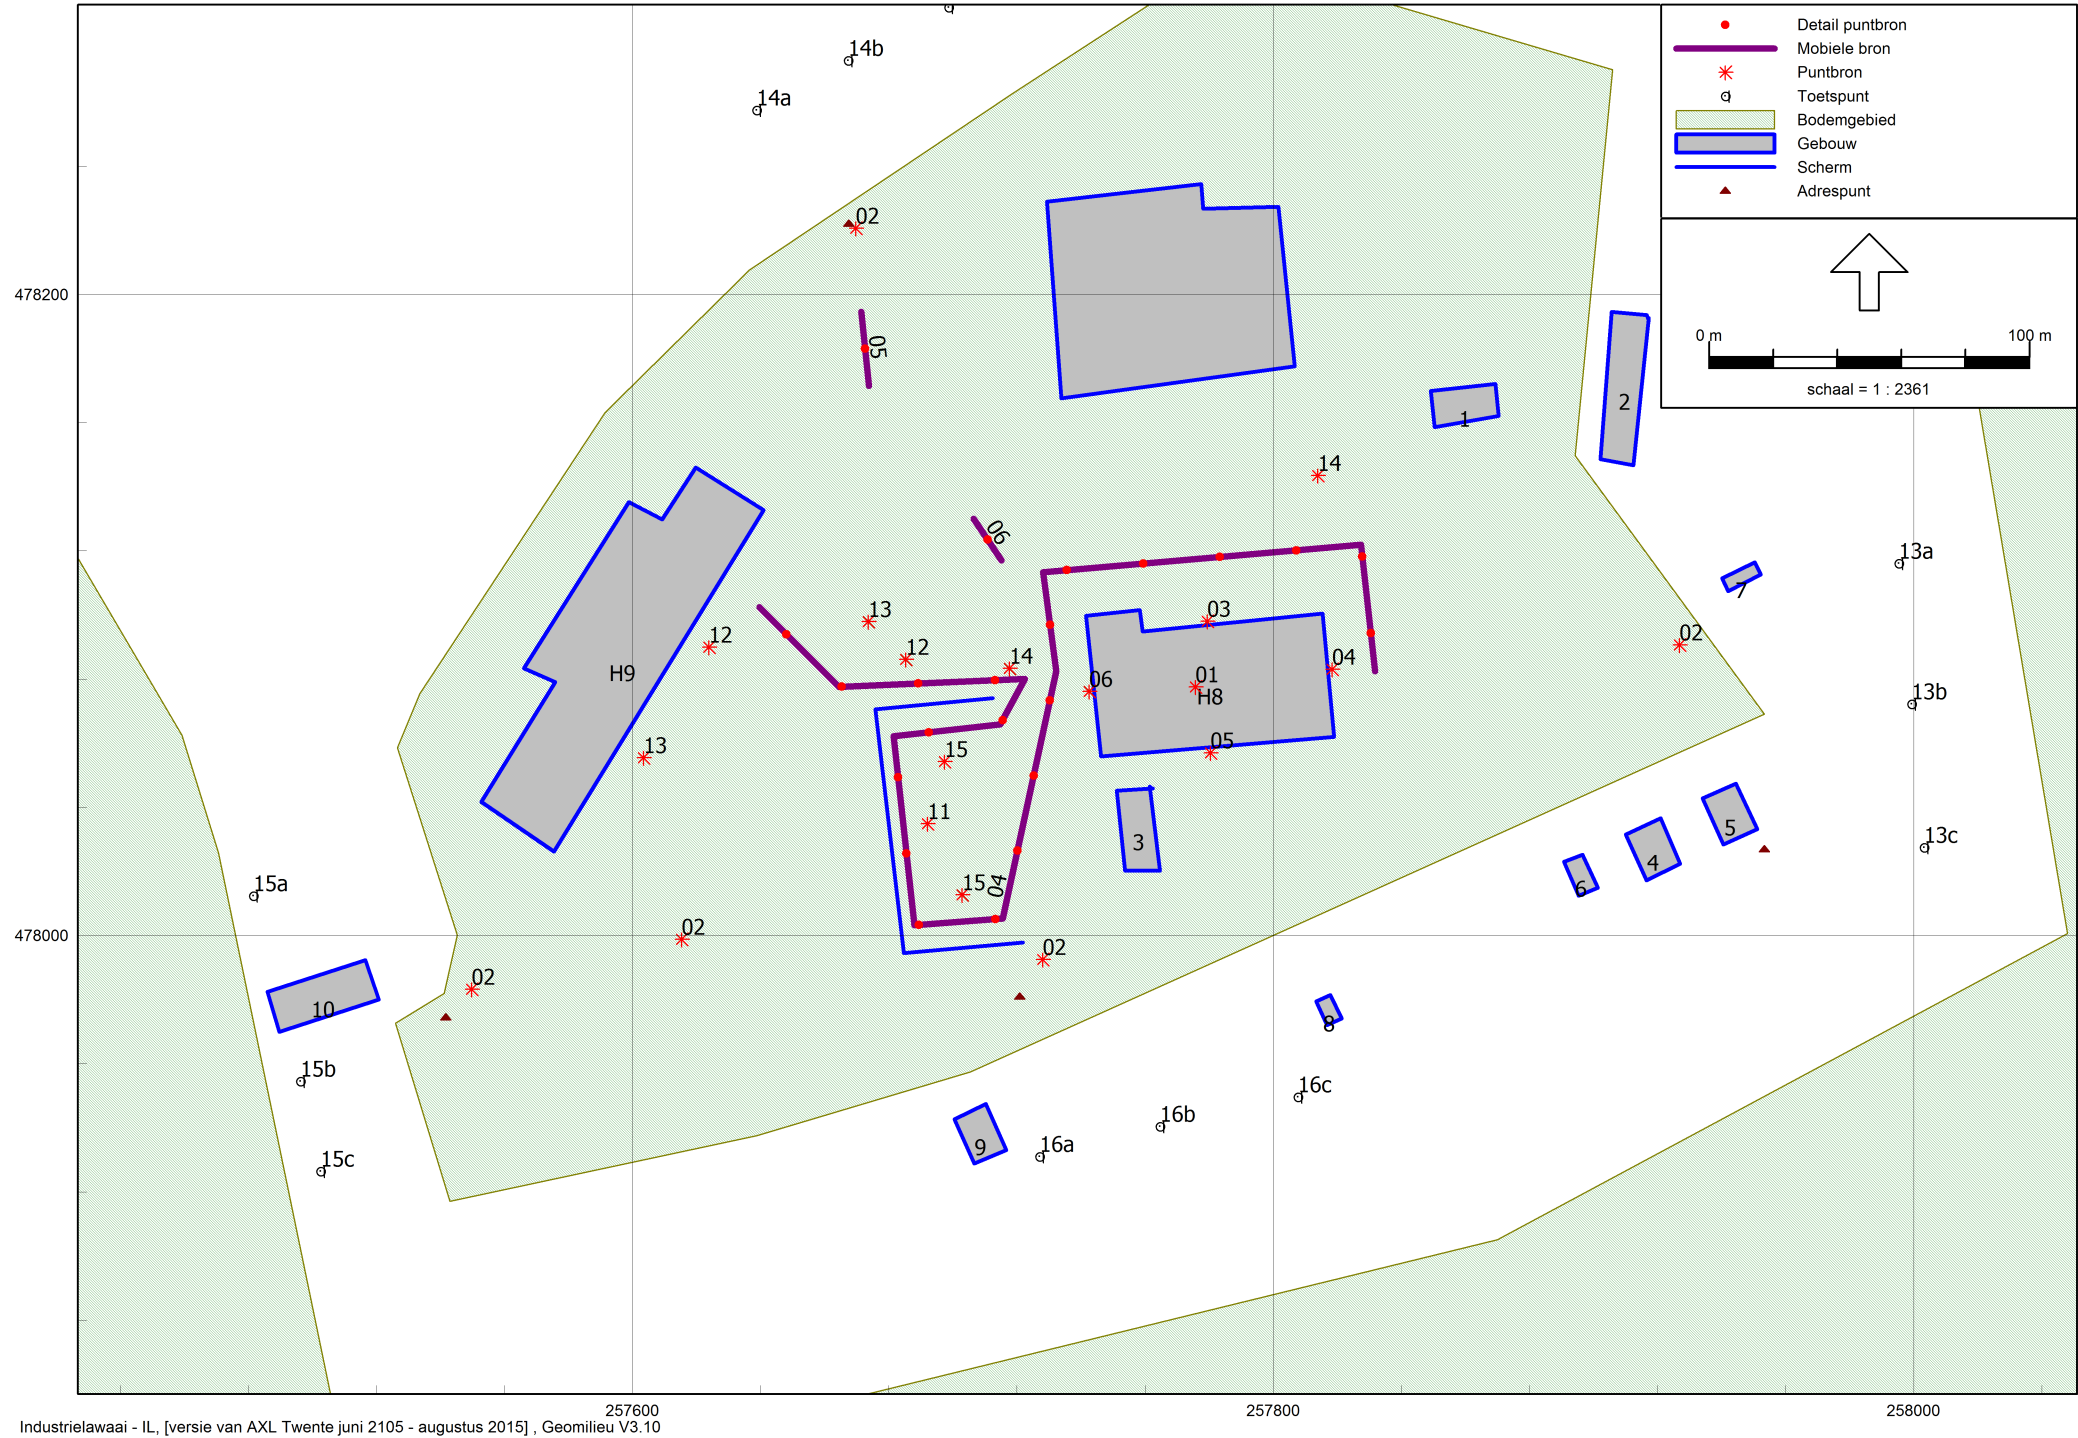 Detail puntbron
Mobiele bron
Puntbron
Toetspunt
Bodemgebied
Gebouw
Scherm
Adrespunt
0 m 100 m
schaal = 1 : 2361
14b
14a
02
478200
05
1
2
14
06
13a
7
13
03
12
12
14
02
04
H9
06
01
H8
13b
13
05
15
11
3
5
13c
4
15a
15
04
6
478000
02
02
02
10
8
15b
16c
16b
9
16a
15c
257600
257800
258000
Industrielawaai - IL, [versie van AXL Twente juni 2105 - augustus 2015] , Geomilieu V3.10